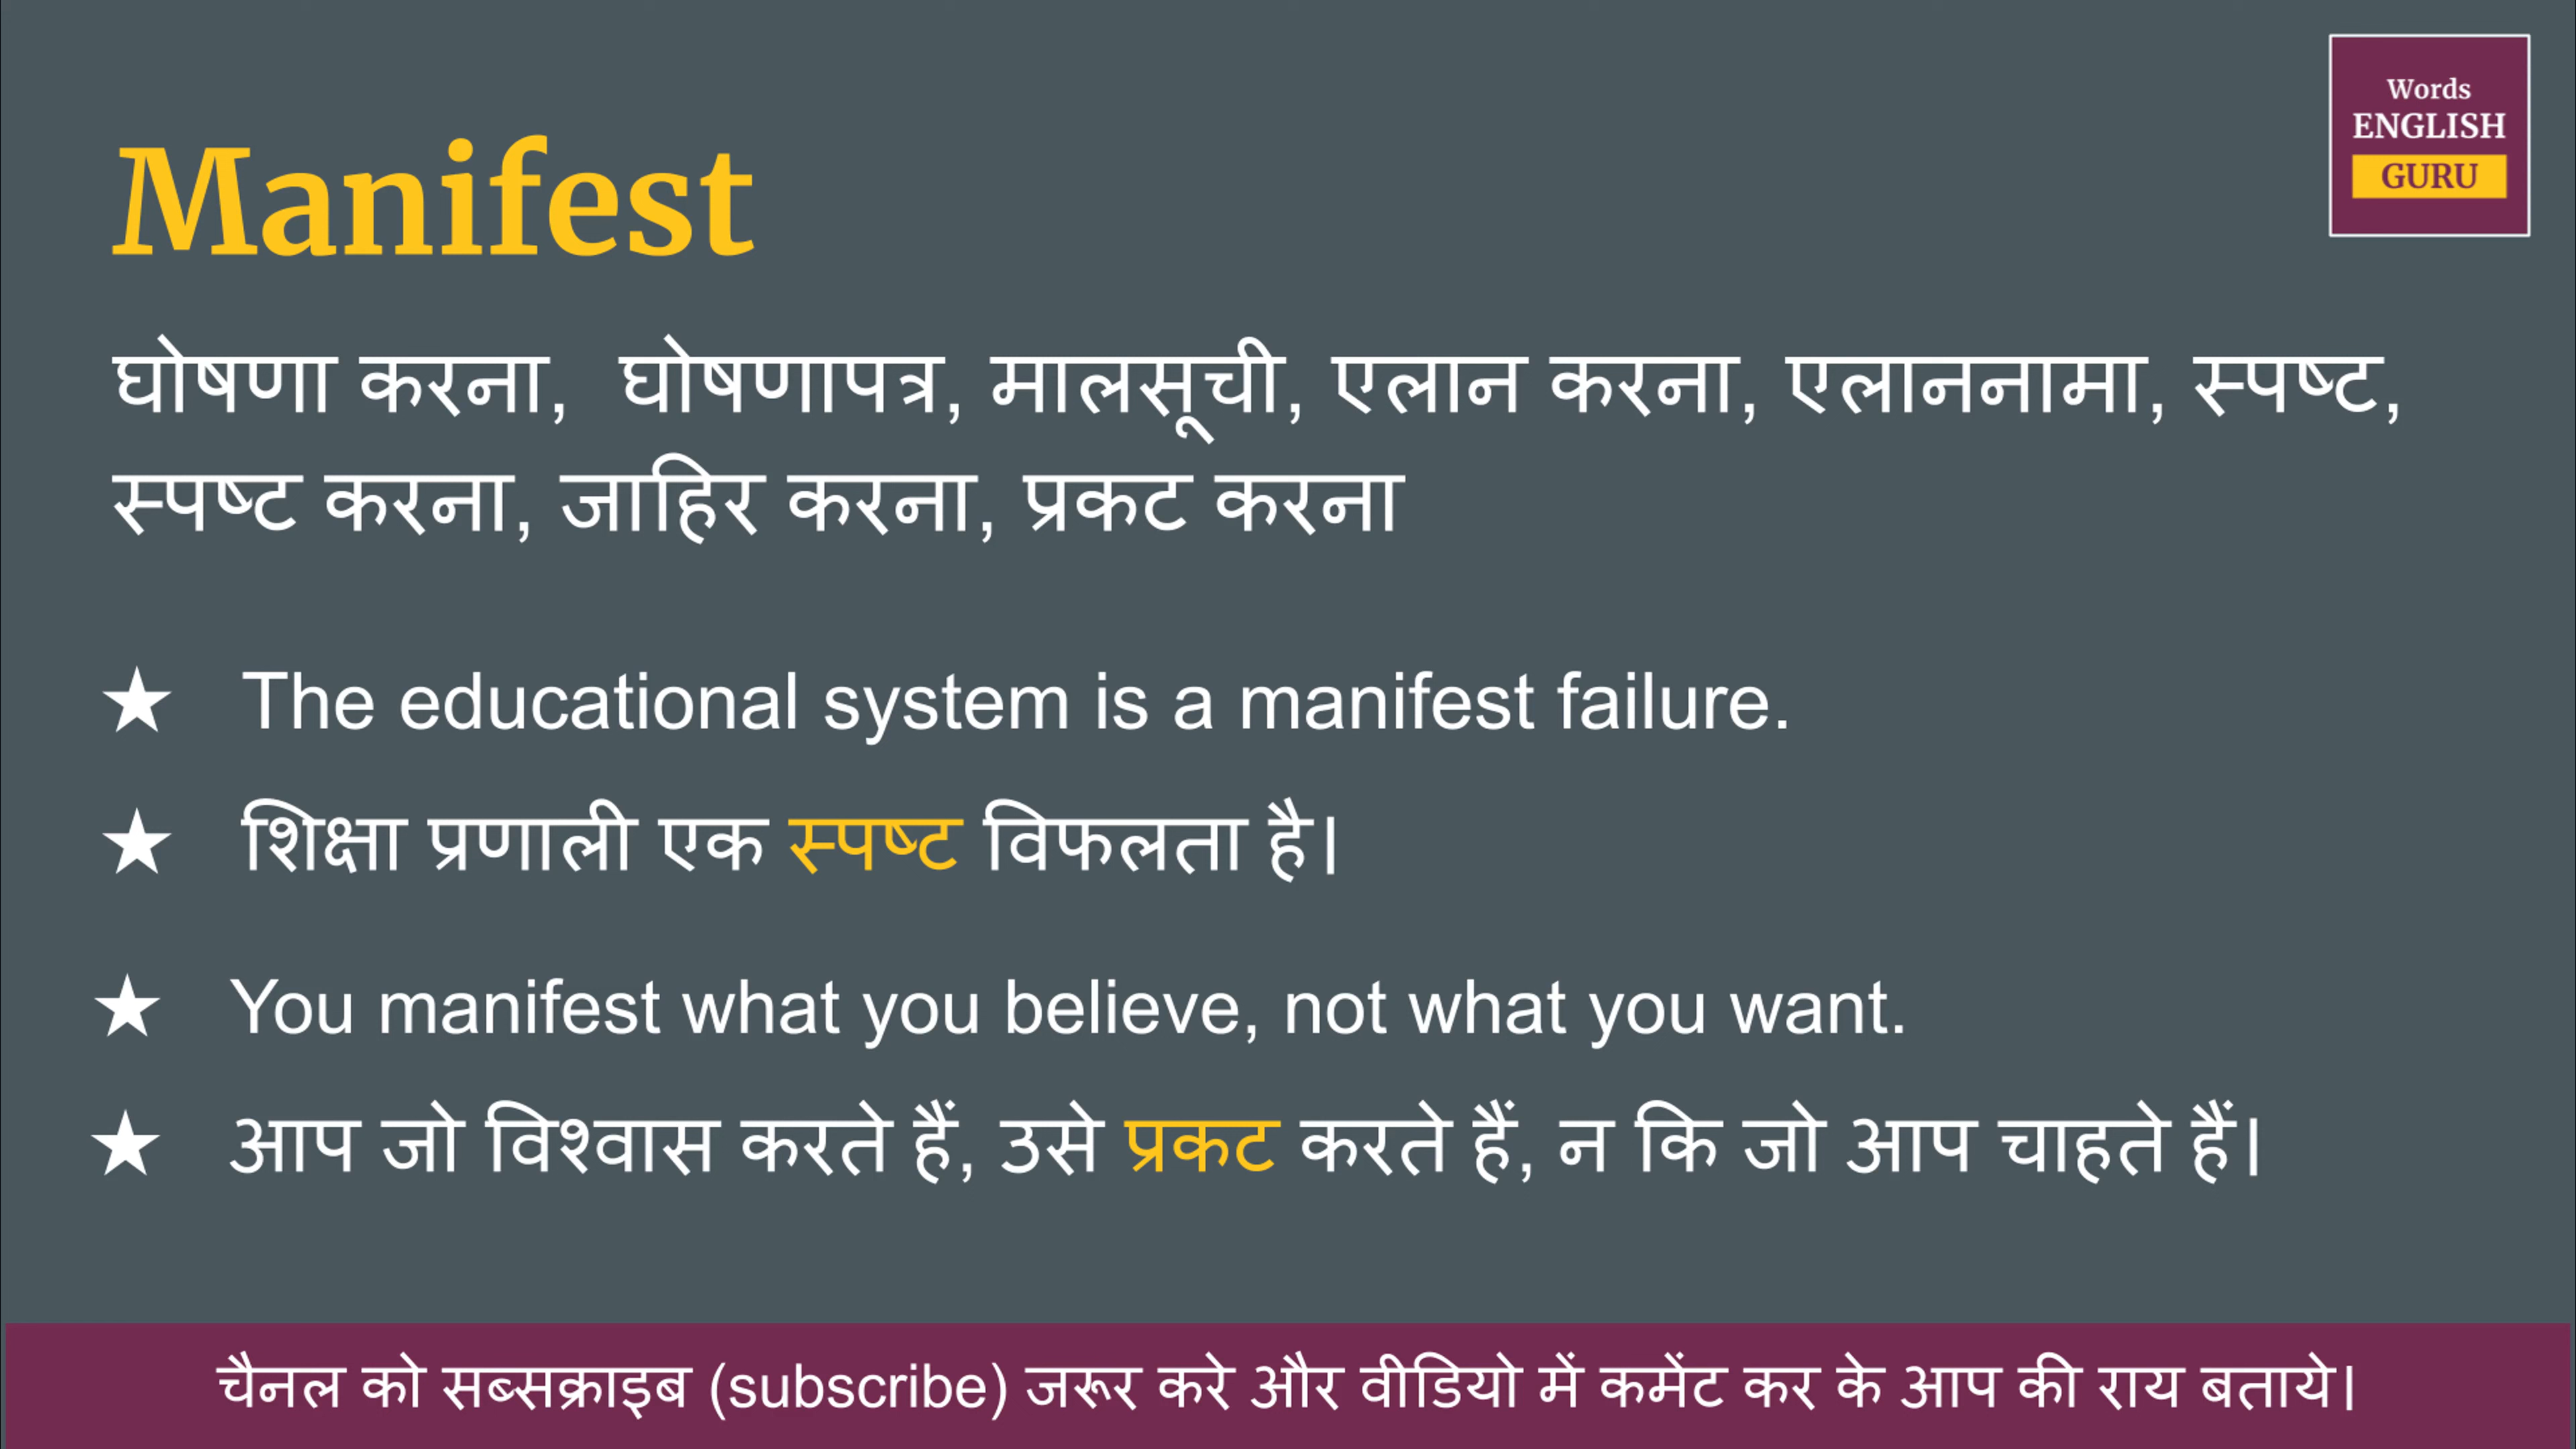 Words
ENGLISH
GURU
Manifest
घोषणा करना, घोषणापत्र, मालसूची, एलान करना, एलाननामा, स्पष्ट,
स्पष्ट करना, जाहिर करना, प्रकट करना
★ The educational system is a manifest failure.
★ शिक्षा प्रणाली एक स्पष्ट विफलता है।
★ You manifest what you believe, not what you want.
★ आप जो विश्वास करते हैं, उसे प्रकट करते हैं, न कि जो आप चाहते हैं।
चैनल को सब्सक्राइब (subscribe) जरूर करे और वीडियो में कमेंट कर के आप की राय बताये।